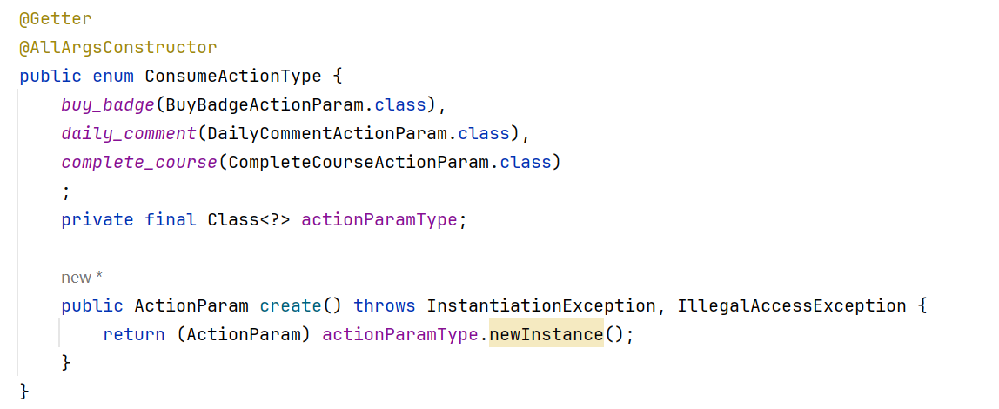 @Getter
@AllArgsConstructor
public enum ConsumeActionType {
    buy_badge(BuyBadgeActionParam.class),
    daily_comment(DailyCommentActionParam.class),
    complete_course(CompleteCourseActionParam.class)
    ;
    private final Class<?> actionParamType;

    new *
    public ActionParam create() throws InstantiationException, IllegalAccessException {
        return (ActionParam) actionParamType.newInstance();
    }
}